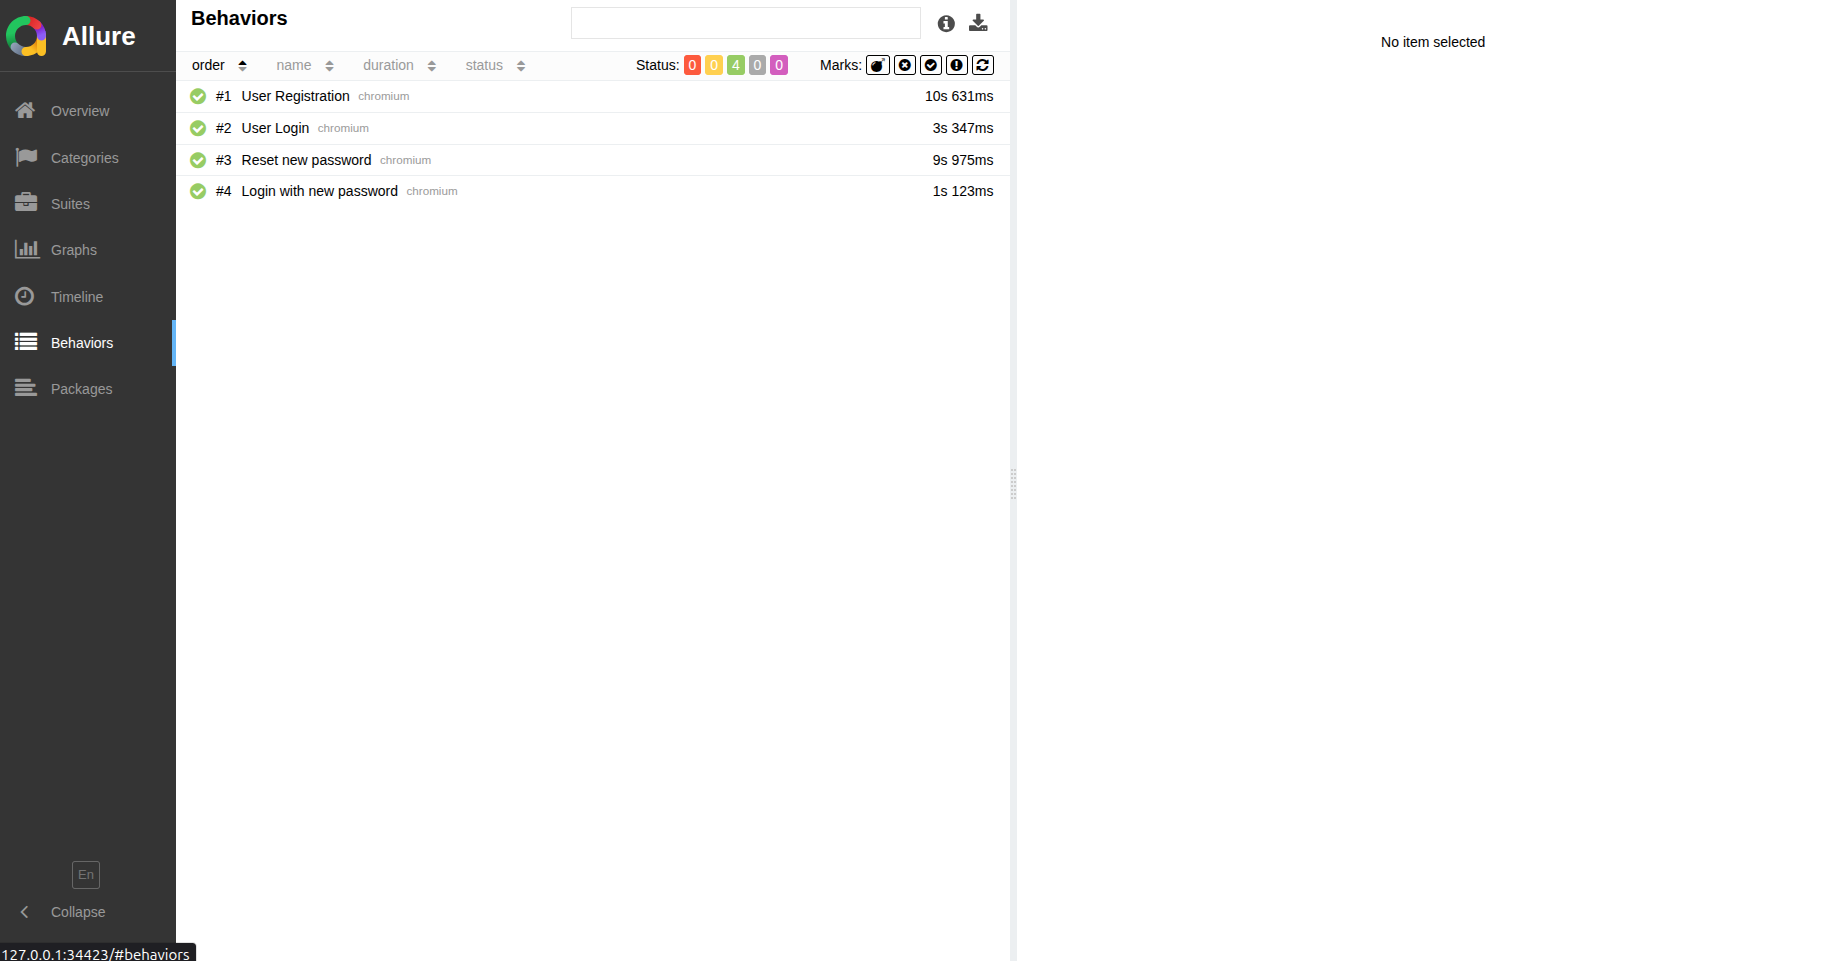 Allure
Overview
Categories
Suites
Graphs
Timeline
Behaviors
Packages
En
Collapse
127.0.0.1:34423/#behaviors
Behaviors
order name duration status Status: 0 0 4 0 0 Marks:
#1 User Registration chromium 10s 631ms
#2 User Login chromium 3s 347ms
#3 Reset new password chromium 9s 975ms
#4 Login with new password chromium 1s 123ms
No item selected